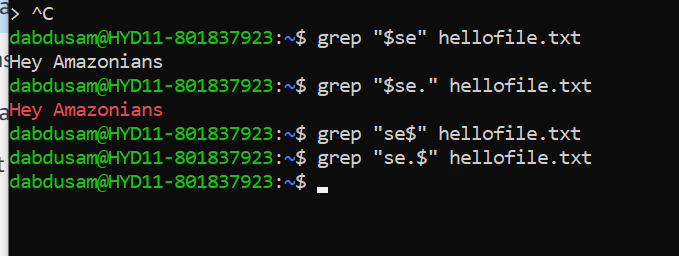 > ^C
dabdusam@HYD11-801837923:~$ grep "$se" hellofile.txt
Hey Amazonians
dabdusam@HYD11-801837923:~$ grep "$se." hellofile.txt
Hey Amazonians
dabdusam@HYD11-801837923:~$ grep "se$" hellofile.txt
dabdusam@HYD11-801837923:~$ grep "se.$" hellofile.txt
dabdusam@HYD11-801837923:~$